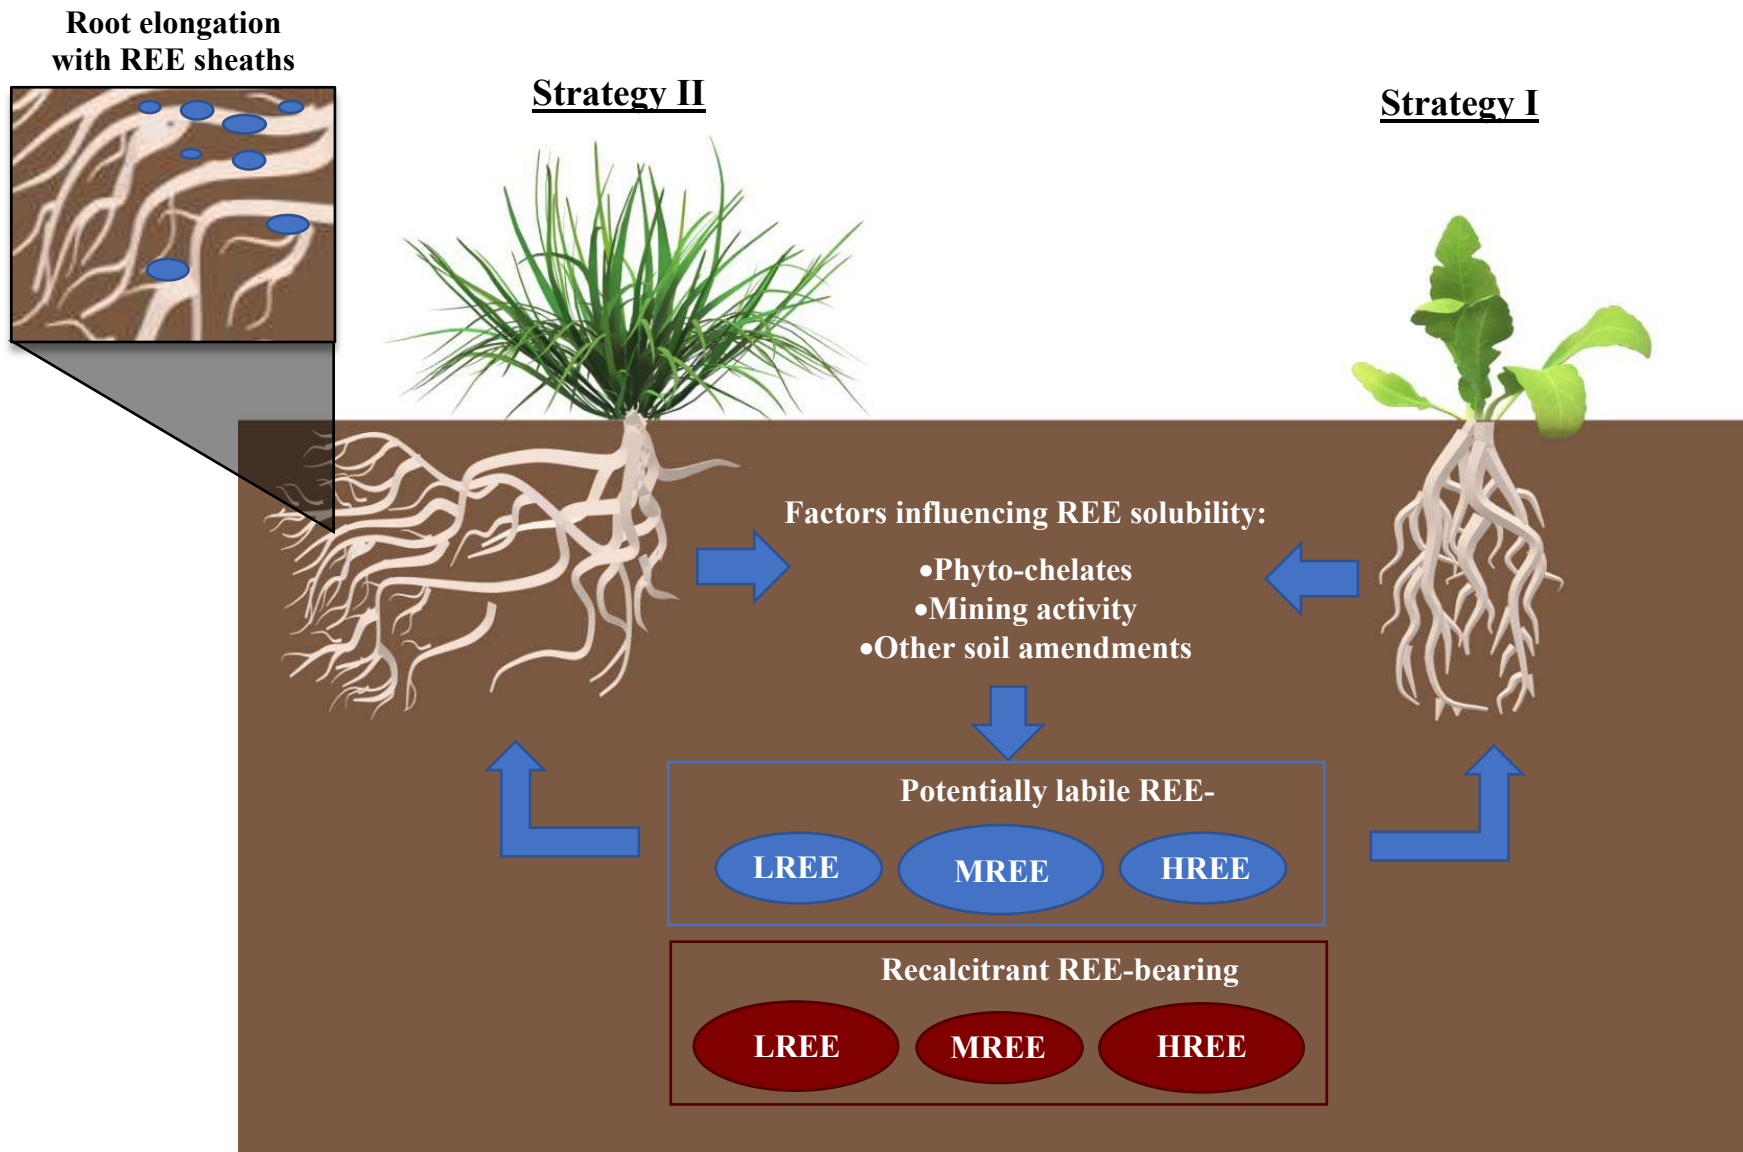 Root elongation
with REE sheaths
Strategy II
Strategy I
Factors influencing REE solubility:
•Phyto-chelates
•Mining activity
•Other soil amendments
Potentially labile REE-
LREE
MREE
HREE
Recalcitrant REE-bearing
LREE
MREE
HREE